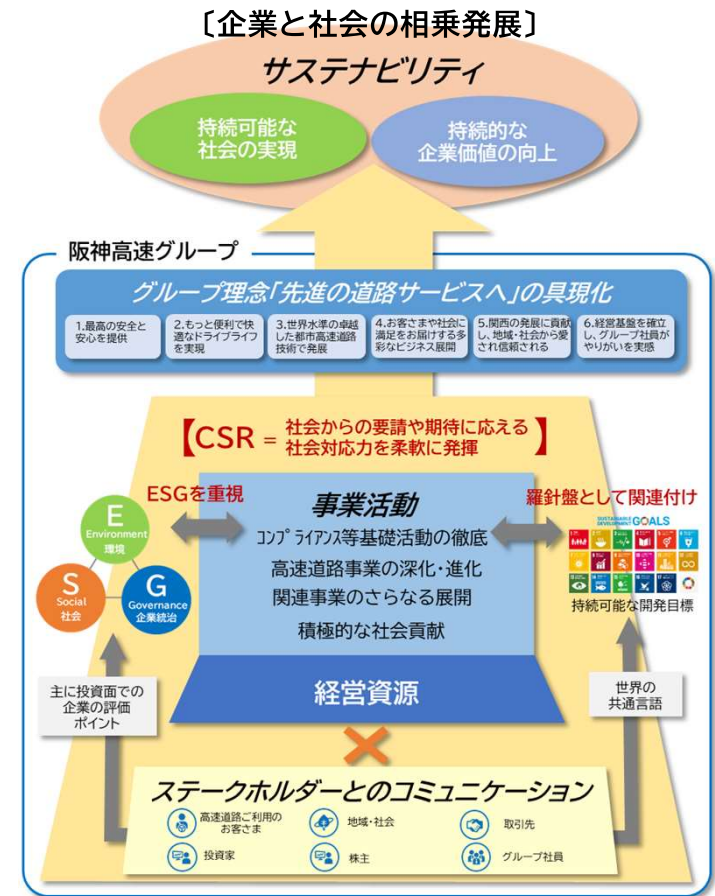 〔企業と社会の相乗発展〕
サステナビリティ
持続可能な
社会の実現
持続的な
企業価値の向上
阪神高速グループ
グループ理念「先進の道路サービスへ」の具現化
1.最高の安全と
安心を提供
2.もっと便利で快
適なドライブライフ
を実現
3.世界水準の卓越
した都市高速道路
技術で発展
4.お客さまや社会に
満足をお届けする多
彩なビジネス展開
5.関西の発展に貢献
し、地域・社会から愛
され信頼される
6.経営基盤を確立
し、グループ社員が
やりがいを実感
【CSR = 社会からの要請や期待に応える
社会対応力を柔軟に発揮】
ESGを重視
羅針盤として関連付け
E
Environment
環境
S
Social
社会
G
Governance
企業統治
事業活動
コンプライアンス等基礎活動の徹底
高速道路事業の深化・進化
関連事業のさらなる展開
積極的な社会貢献
SUSTAINABLE
DEVELOPMENT GOALS
持続可能な開発目標
経営資源
主に投資面での
企業の評価
ポイント
世界の
共通言語
ステークホルダーとのコミュニケーション
高速道路ご利用の
お客さま
地域・社会
取引先
投資家
株主
グループ社員